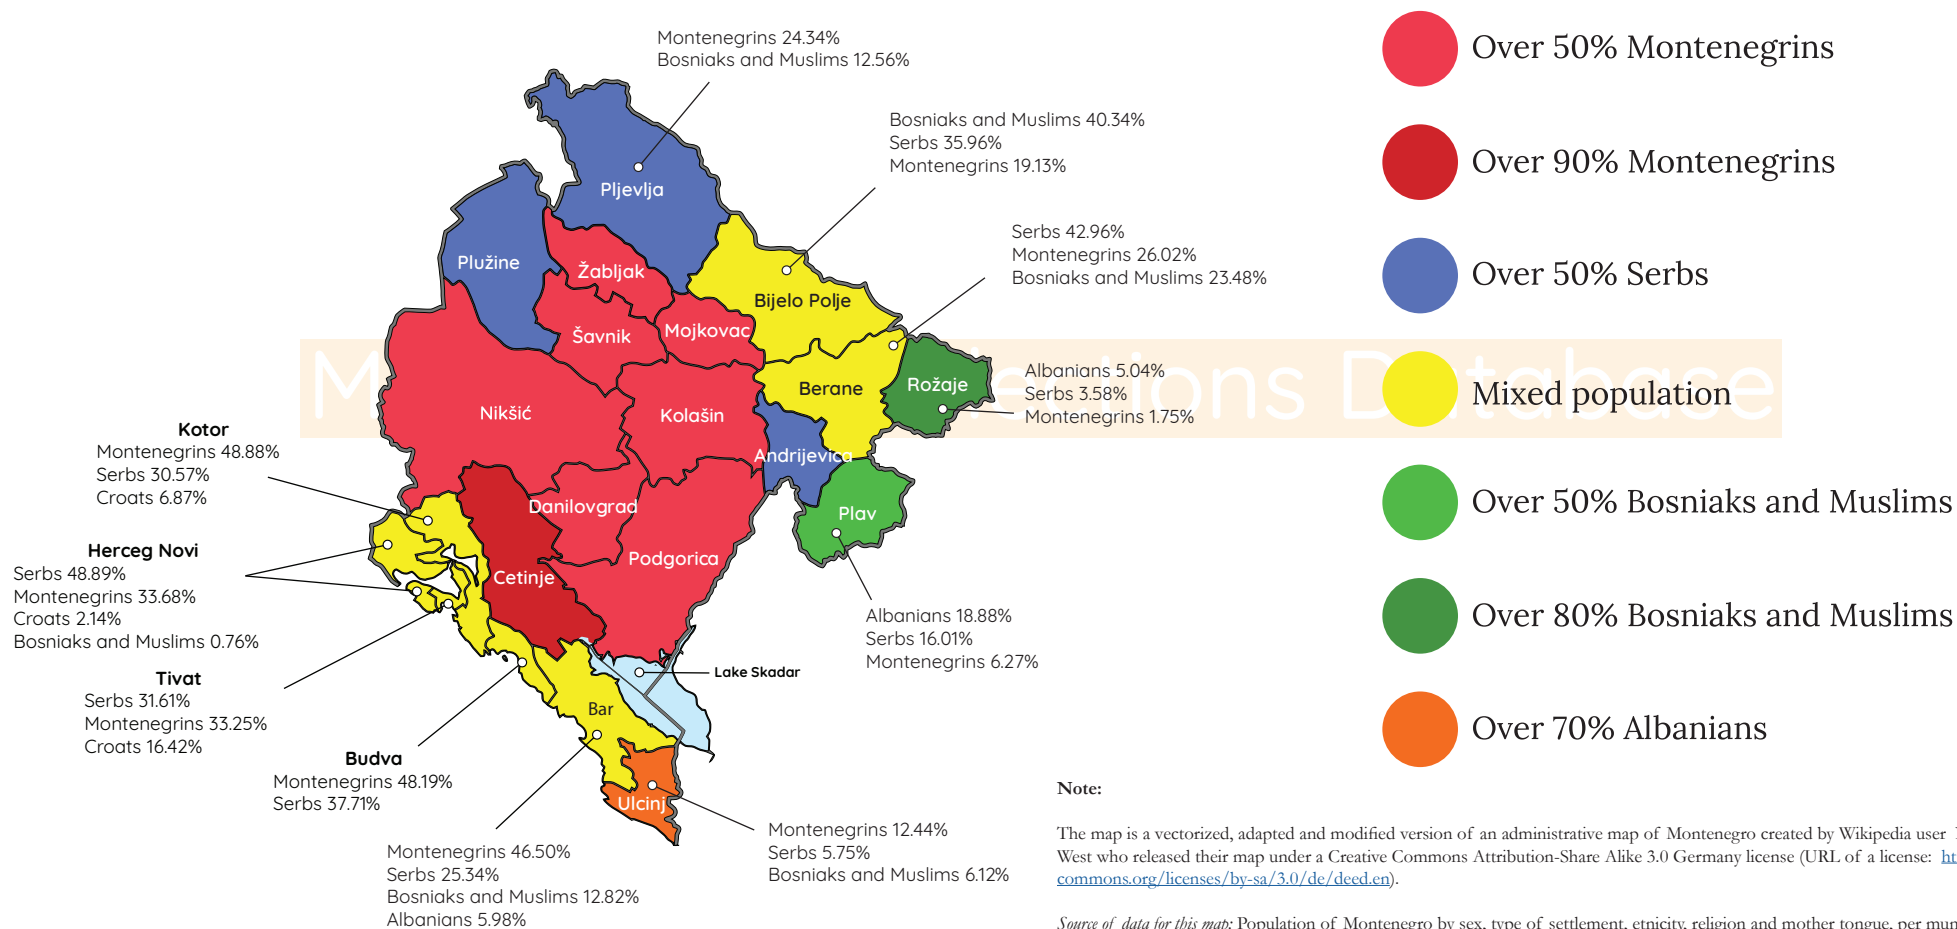 Montenegrins 24.34%
Bosniaks and Muslims 12.56%
Bosniaks and Muslims 40.34%
Serbs 35.96%
Montenegrins 19.13%
Serbs 42.96%
Montenegrins 26.02%
Bosniaks and Muslims 23.48%
Albanians 5.04%
Serbs 3.58%
Montenegrins 1.75%
Pljevlja
Plužine
Žabljak
Bijelo Polje
Šavnik
Mojkovac
Berane
Rožaje
Nikšić
Kolašin
Andrijevica
Danilovgrad
Plav
Podgorica
Cetinje
Lake Skadar
Bar
Ulcinj
Kotor
Montenegrins 48.88%
Serbs 30.57%
Croats 6.87%
Herceg Novi
Serbs 48.89%
Montenegrins 33.68%
Croats 2.14%
Bosniaks and Muslims 0.76%
Tivat
Serbs 31.61%
Montenegrins 33.25%
Croats 16.42%
Budva
Montenegrins 48.19%
Serbs 37.71%
Montenegrins 46.50%
Serbs 25.34%
Bosniaks and Muslims 12.82%
Albanians 5.98%
Montenegrins 12.44%
Serbs 5.75%
Bosniaks and Muslims 6.12%
Albanians 18.88%
Serbs 16.01%
Montenegrins 6.27%
Over 50% Montenegrins
Over 90% Montenegrins
Over 50% Serbs
Mixed population
Over 50% Bosniaks and Muslims
Over 80% Bosniaks and Muslims
Over 70% Albanians
Note:
The map is a vectorized, adapted and modified version of an administrative map of Montenegro created by Wikipedia user
West who released their map under a Creative Commons Attribution-Share Alike 3.0 Germany license (URL of a license: ht
commons.org/licenses/by-sa/3.0/de/deed.en).
Source of data for this map: Population of Montenegro by sex, type of settlement, etnicity, religion and mother tongue, per mun